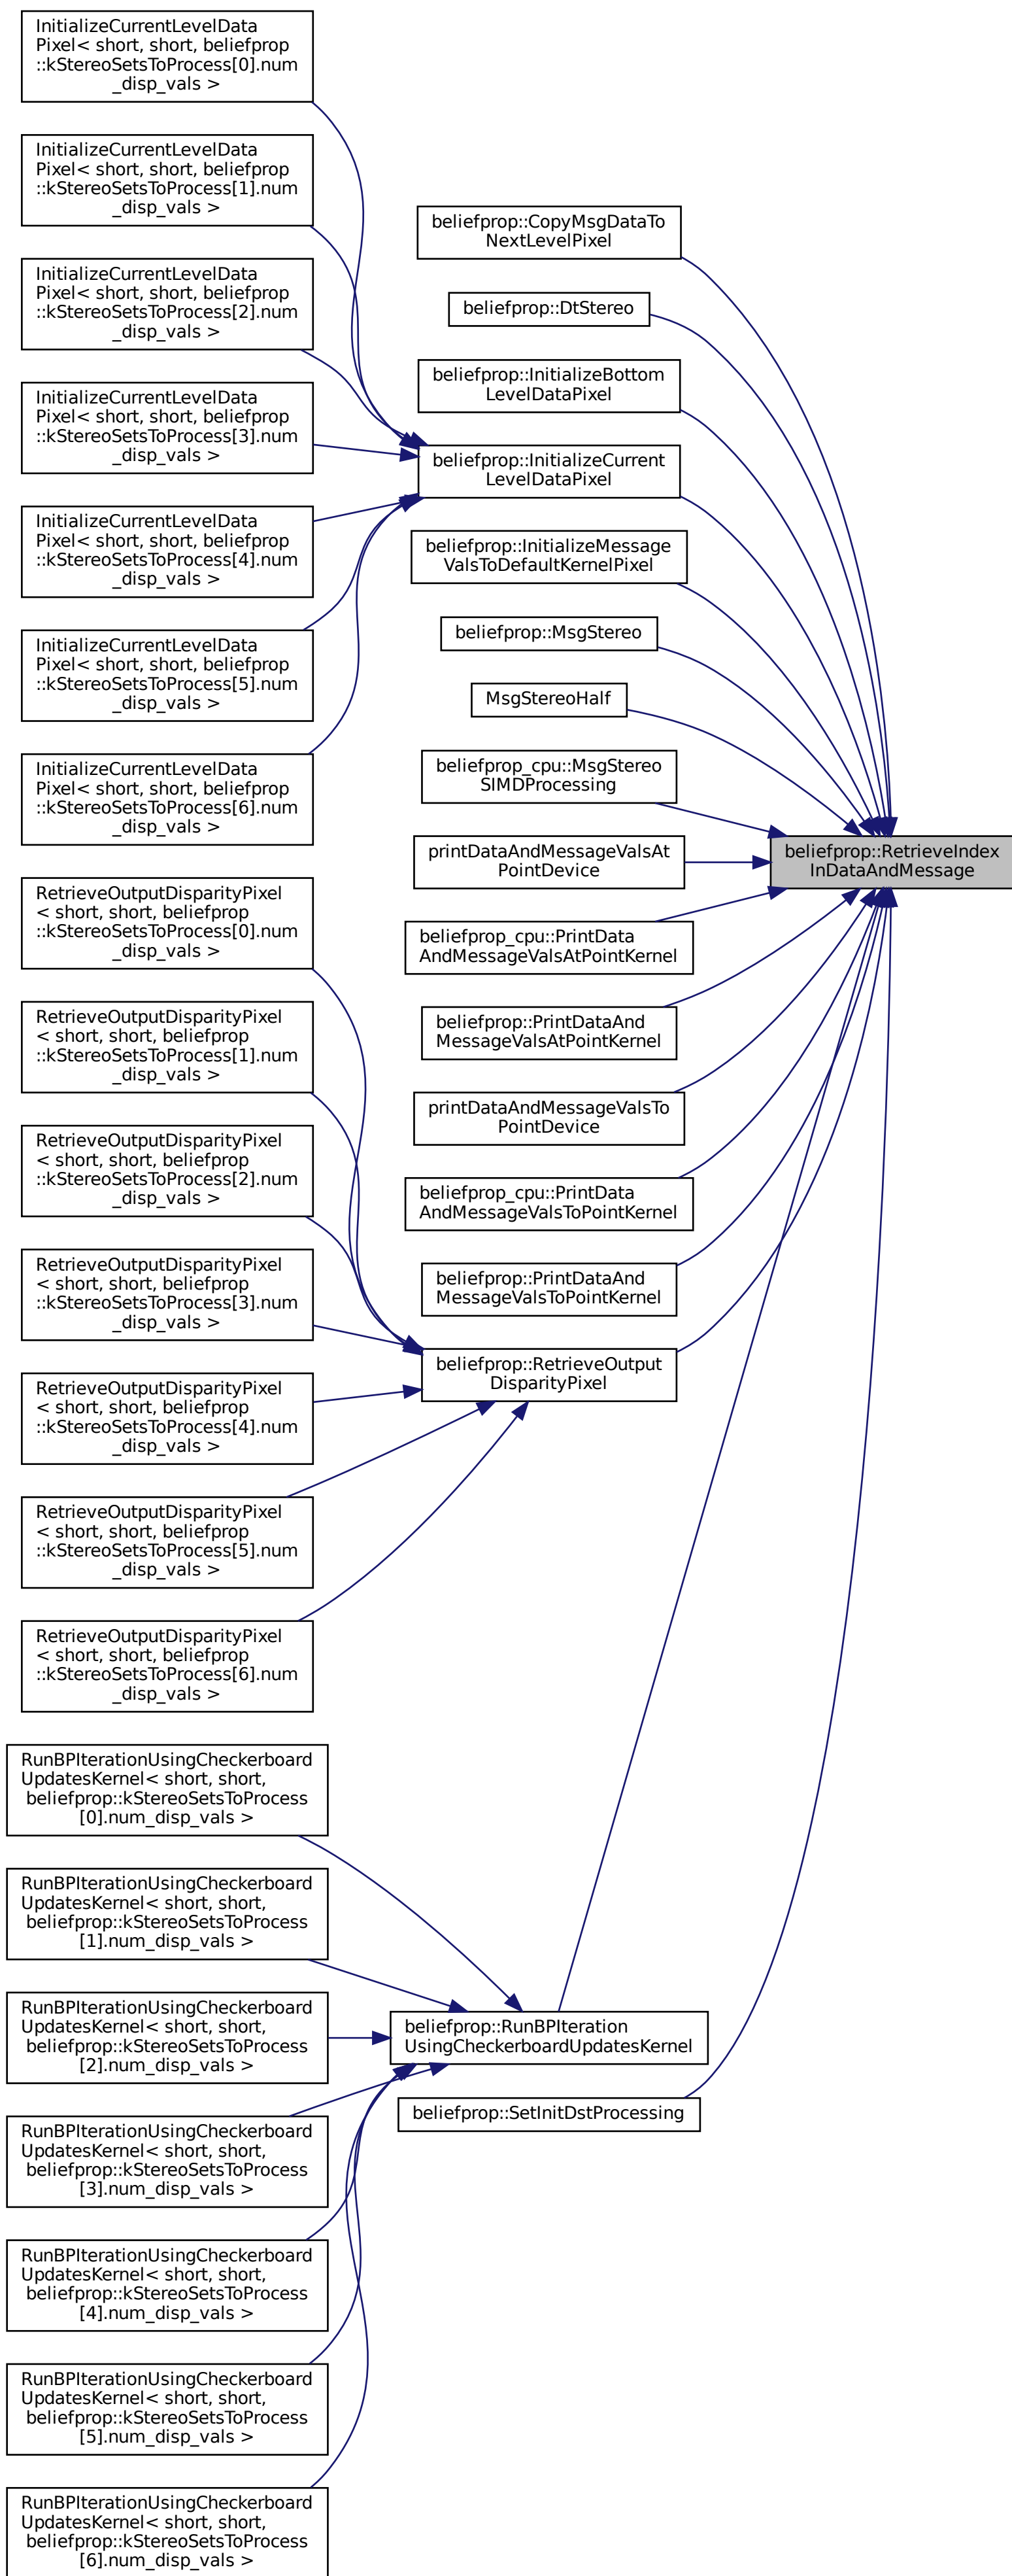 InitializeCurrentLevelData
Pixel< short, short, beliefprop
::kStereoSetsToProcess[0].num
_disp_vals >
InitializeCurrentLevelData
Pixel< short, short, beliefprop
::kStereoSetsToProcess[1].num
_disp_vals >
InitializeCurrentLevelData
Pixel< short, short, beliefprop
::kStereoSetsToProcess[2].num
_disp_vals >
InitializeCurrentLevelData
Pixel< short, short, beliefprop
::kStereoSetsToProcess[3].num
_disp_vals >
InitializeCurrentLevelData
Pixel< short, short, beliefprop
::kStereoSetsToProcess[4].num
_disp_vals >
InitializeCurrentLevelData
Pixel< short, short, beliefprop
::kStereoSetsToProcess[5].num
_disp_vals >
InitializeCurrentLevelData
Pixel< short, short, beliefprop
::kStereoSetsToProcess[6].num
_disp_vals >
RetrieveOutputDisparityPixel
< short, short, beliefprop
::kStereoSetsToProcess[0].num
_disp_vals >
RetrieveOutputDisparityPixel
< short, short, beliefprop
::kStereoSetsToProcess[1].num
_disp_vals >
RetrieveOutputDisparityPixel
< short, short, beliefprop
::kStereoSetsToProcess[2].num
_disp_vals >
RetrieveOutputDisparityPixel
< short, short, beliefprop
::kStereoSetsToProcess[3].num
_disp_vals >
RetrieveOutputDisparityPixel
< short, short, beliefprop
::kStereoSetsToProcess[4].num
_disp_vals >
RetrieveOutputDisparityPixel
< short, short, beliefprop
::kStereoSetsToProcess[5].num
_disp_vals >
RetrieveOutputDisparityPixel
< short, short, beliefprop
::kStereoSetsToProcess[6].num
_disp_vals >
RunBPIterationUsingCheckerboard
UpdatesKernel< short, short,
beliefprop::kStereoSetsToProcess
[0].num_disp_vals >
RunBPIterationUsingCheckerboard
UpdatesKernel< short, short,
beliefprop::kStereoSetsToProcess
[1].num_disp_vals >
RunBPIterationUsingCheckerboard
UpdatesKernel< short, short,
beliefprop::kStereoSetsToProcess
[2].num_disp_vals >
RunBPIterationUsingCheckerboard
UpdatesKernel< short, short,
beliefprop::kStereoSetsToProcess
[3].num_disp_vals >
RunBPIterationUsingCheckerboard
UpdatesKernel< short, short,
beliefprop::kStereoSetsToProcess
[4].num_disp_vals >
RunBPIterationUsingCheckerboard
UpdatesKernel< short, short,
beliefprop::kStereoSetsToProcess
[5].num_disp_vals >
RunBPIterationUsingCheckerboard
UpdatesKernel< short, short,
beliefprop::kStereoSetsToProcess
[6].num_disp_vals >
beliefprop::CopyMsgDataTo
NextLevelPixel
beliefprop::DtStereo
beliefprop::InitializeBottom
LevelDataPixel
beliefprop::InitializeCurrent
LevelDataPixel
beliefprop::InitializeMessage
ValsToDefaultKernelPixel
beliefprop::MsgStereo
MsgStereoHalf
beliefprop_cpu::MsgStereo
SIMDProcessing
printDataAndMessageValsAt
PointDevice
beliefprop_cpu::PrintData
AndMessageValsAtPointKernel
beliefprop::PrintDataAnd
MessageValsAtPointKernel
printDataAndMessageValsTo
PointDevice
beliefprop_cpu::PrintData
AndMessageValsToPointKernel
beliefprop::PrintDataAnd
MessageValsToPointKernel
beliefprop::RetrieveOutput
DisparityPixel
beliefprop::RunBPIteration
UsingCheckerboardUpdatesKernel
beliefprop::SetInitDstProcessing
beliefprop::RetrieveIndex
InDataAndMessage